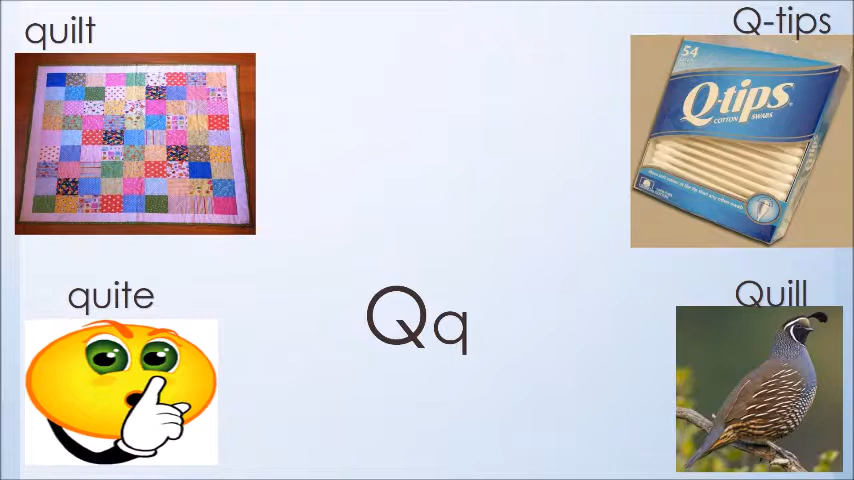 quilt
Q-tips
54
Q-tips
COTTON SWABS
quite
Quill
Qq